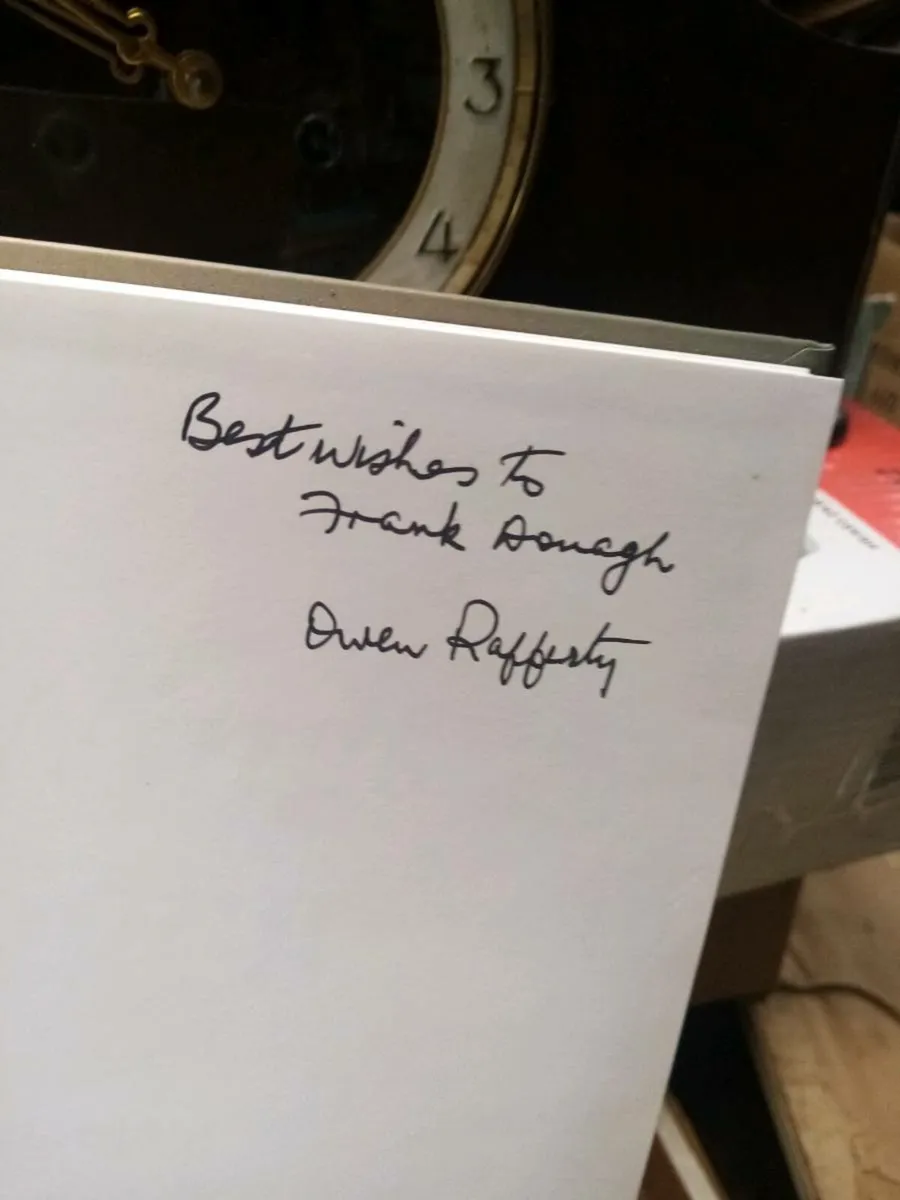 3
4
Best wishes to
Frank Donagh
Owen Rafferty